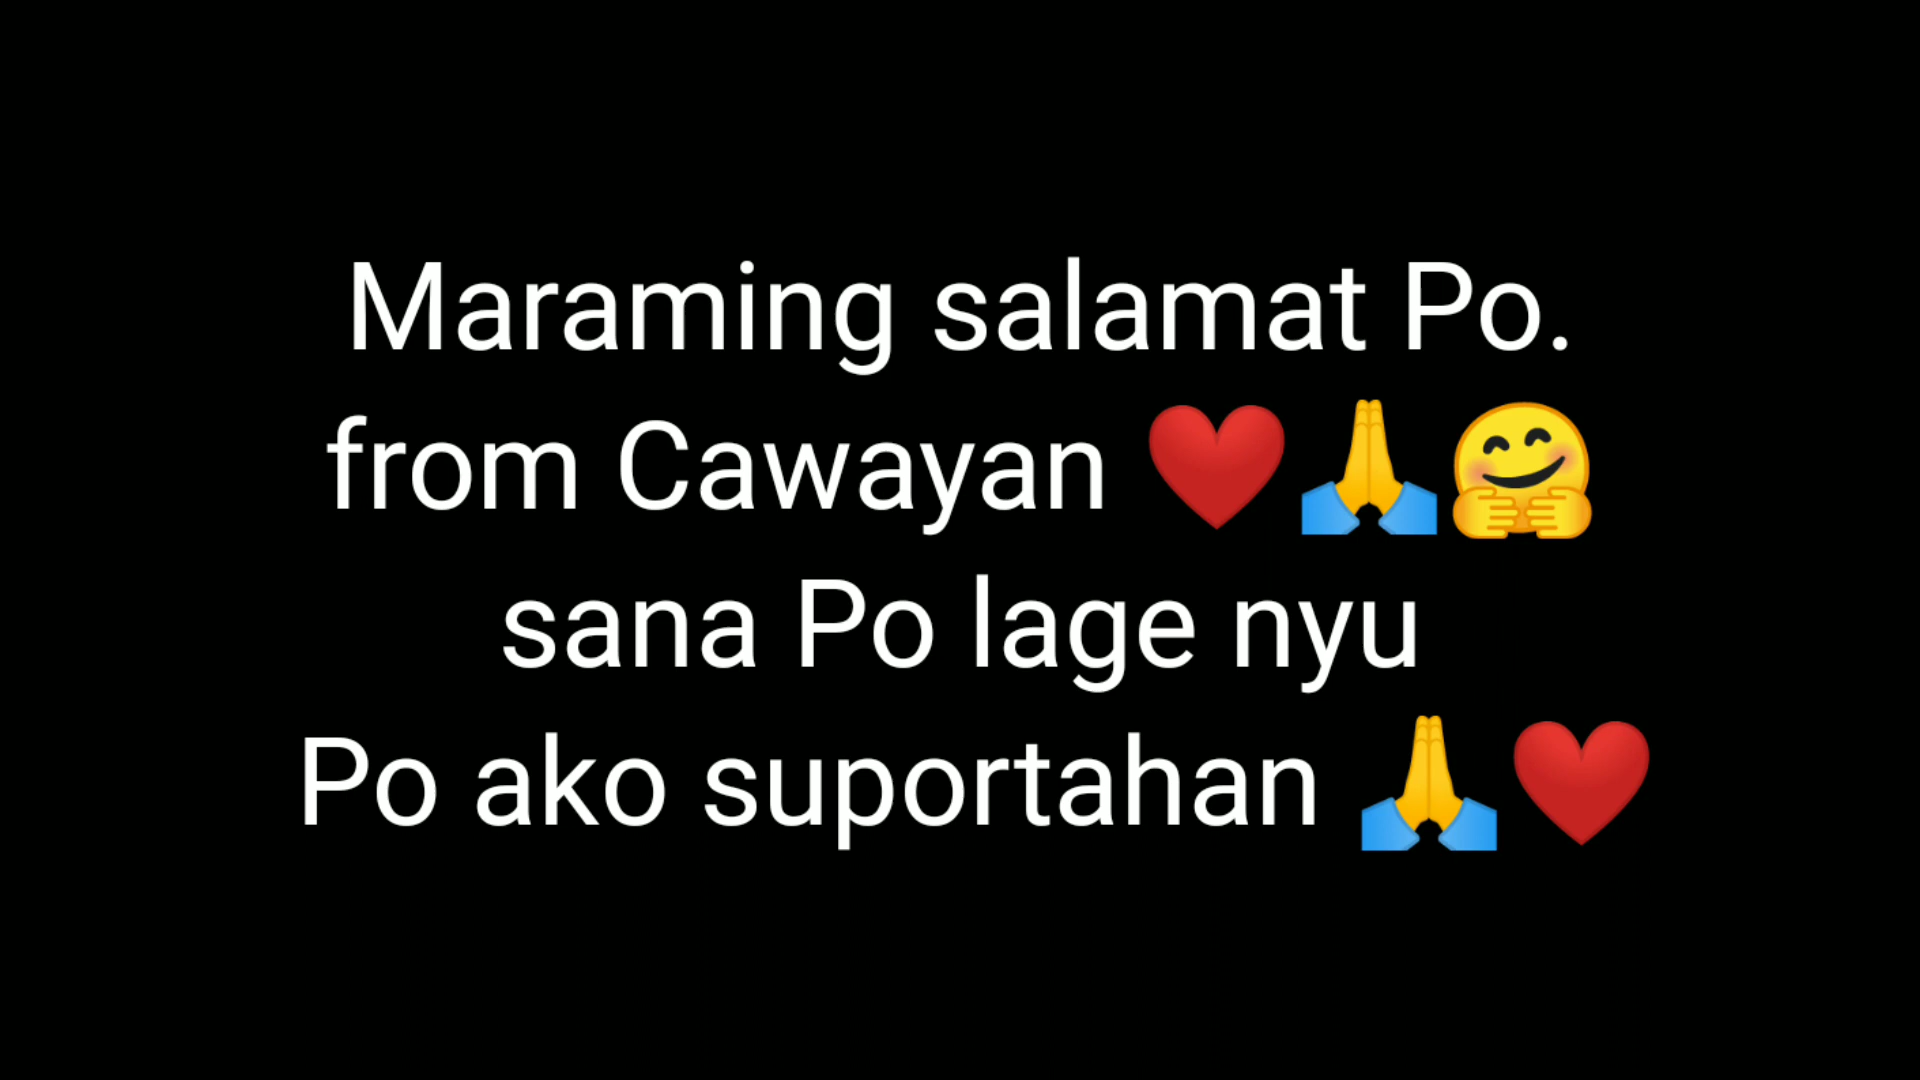 Maraming salamat Po.
from Cawayan ❤️🙏🤗
sana Po lage nyu
Po ako suportahan 🙏❤️